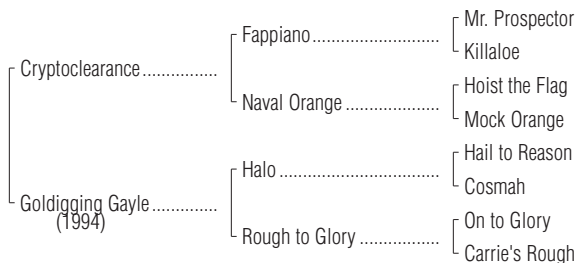 Mr. Prospector
Fappiano..........................
Killaloe
Cryptoclearance...............
Hoist the Flag
Naval Orange...................
Mock Orange
Hail to Reason
Halo................................
Cosmah
Goldigging Gayle.............
(1994)
On to Glory
Rough to Glory................
Carrie's Rough